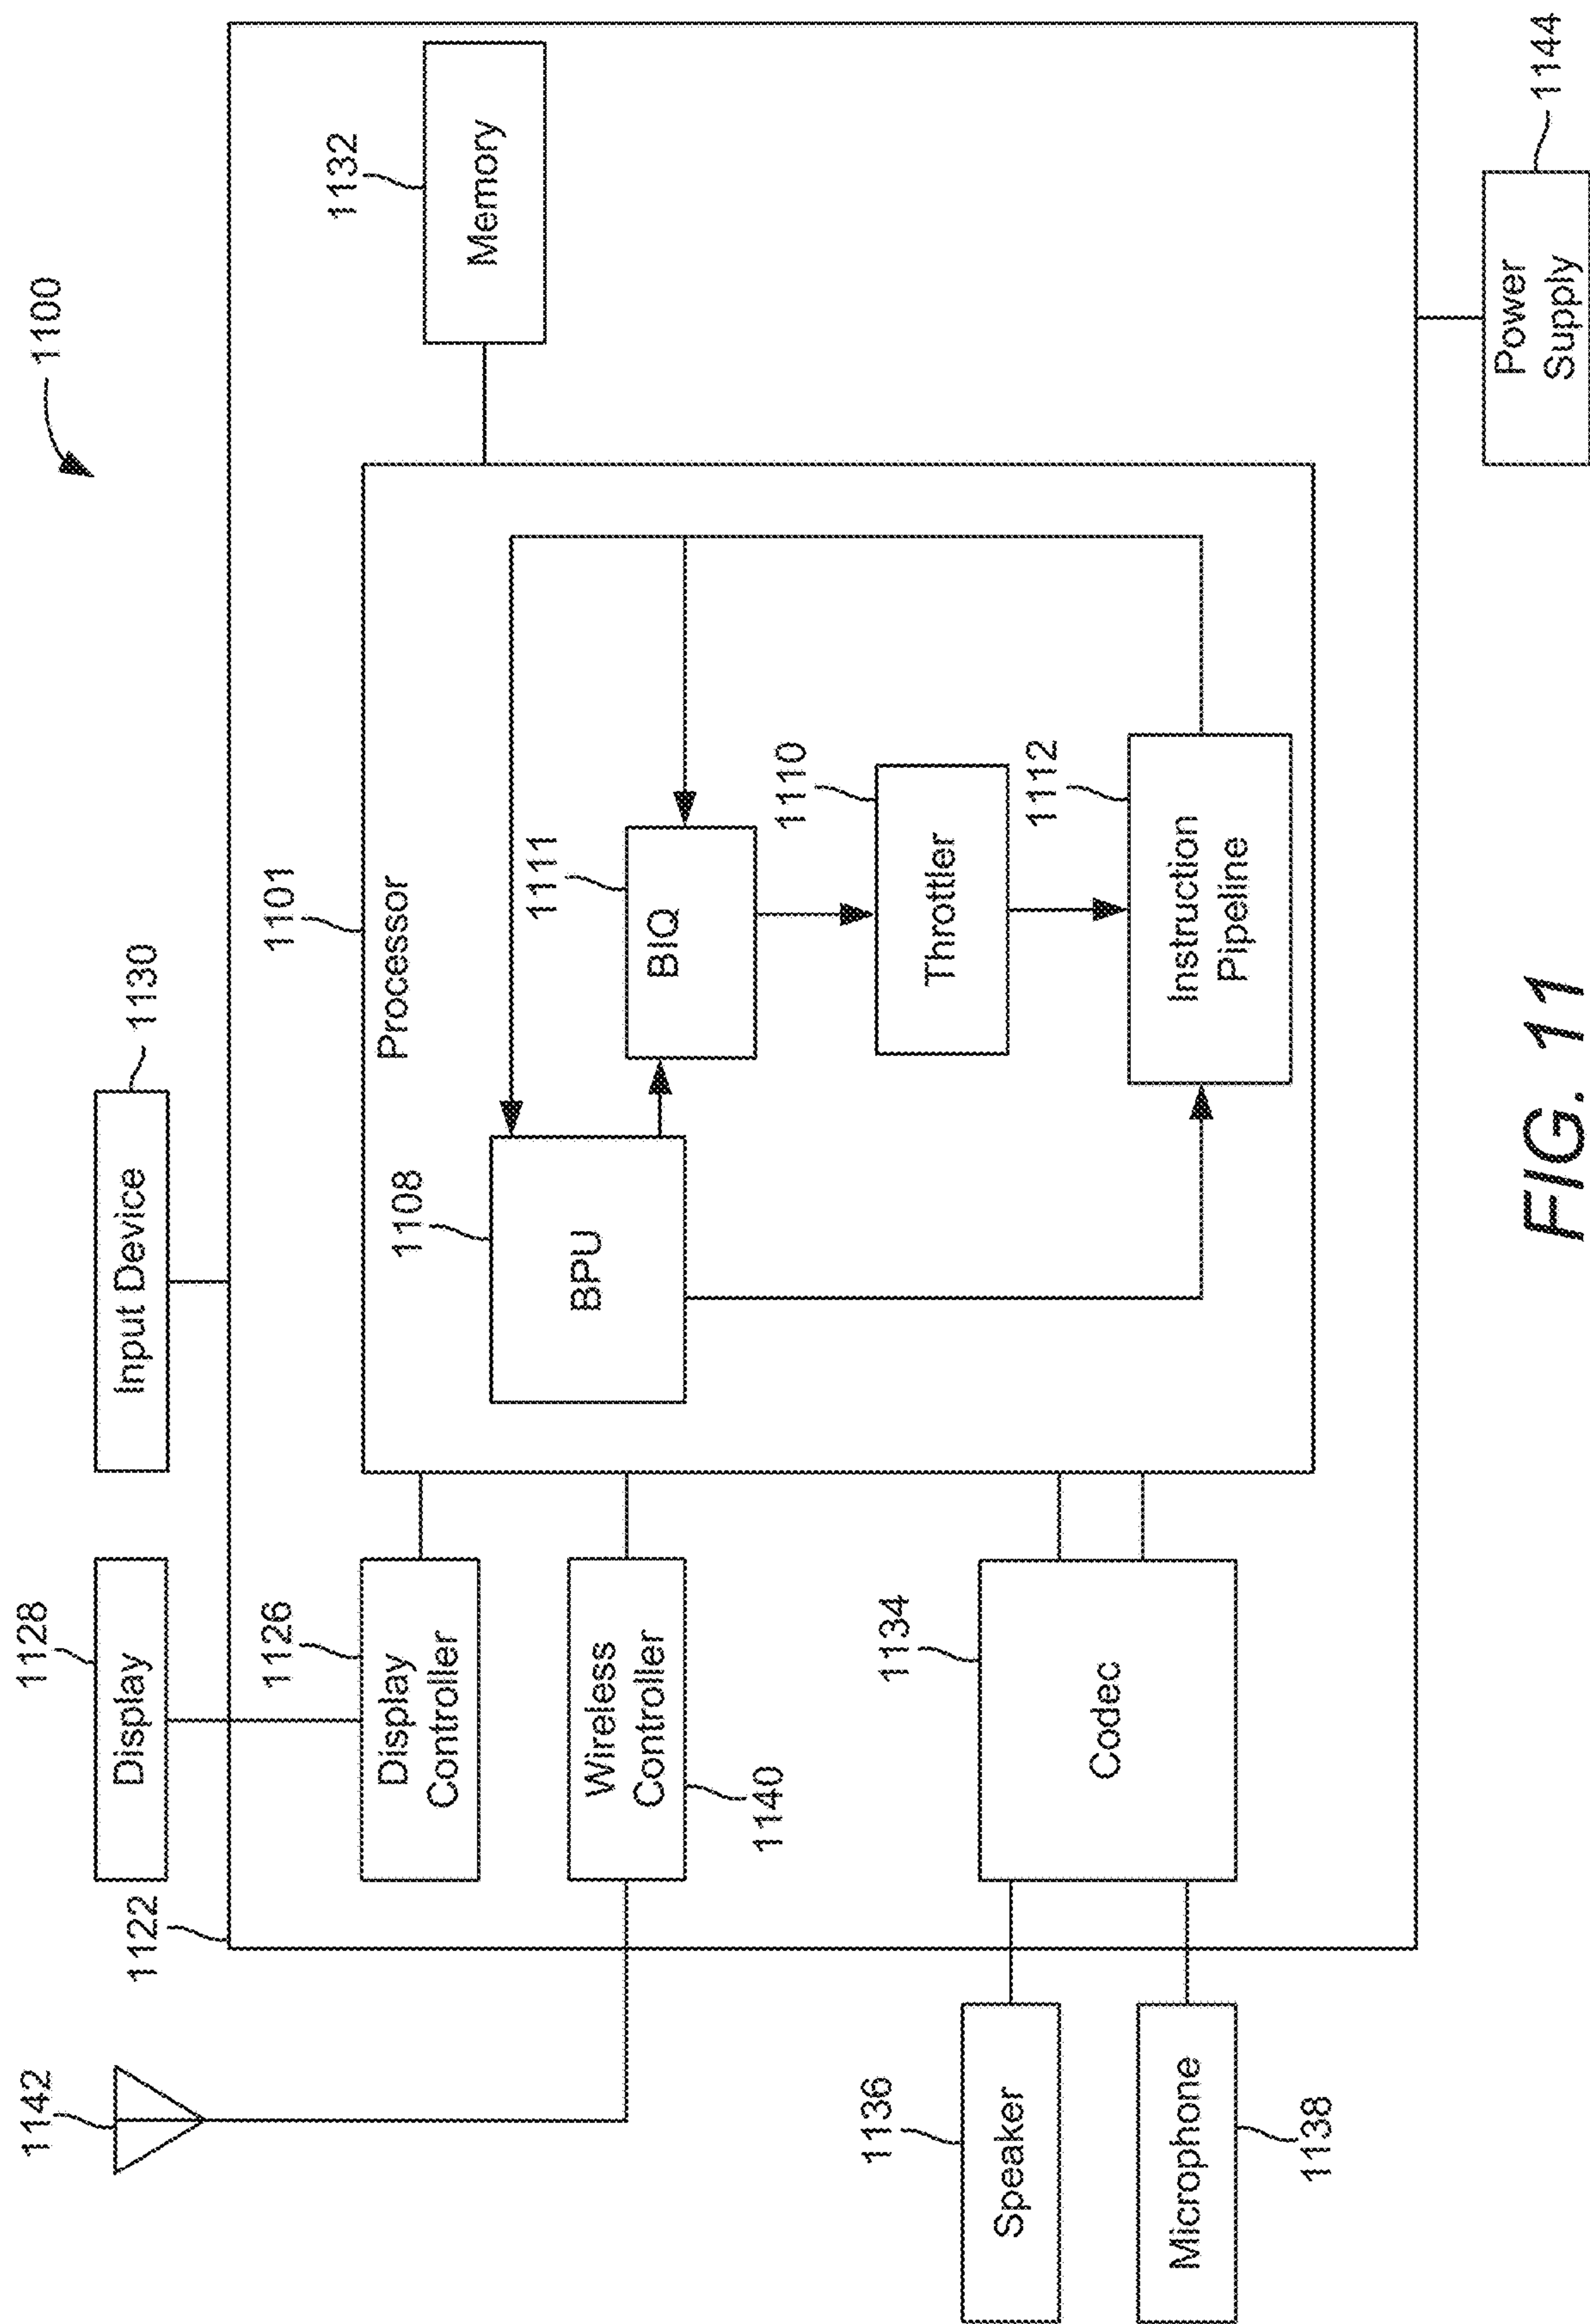 1100
1142
1128
Display
Input Device
1130
1122
1126
Display
Controller
Wireless
Controller
1140
1101
Processor
1108
BPU
1111
BIQ
1110
Throttler
1112
Instruction
Pipeline
1132
Memory
1134
Codec
1136
Speaker
Microphone
1138
Power
Supply
1144
FIG. 11